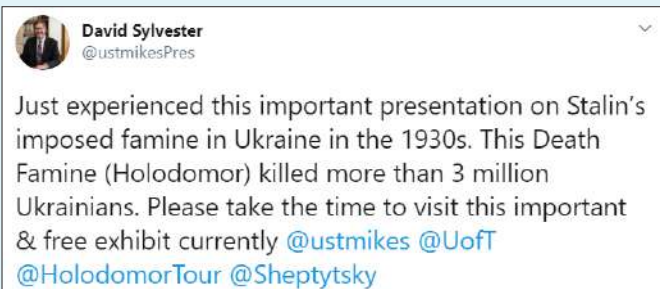 David Sylvester
@ustmikesPres
Just experienced this important presentation on Stalin's
imposed famine in Ukraine in the 1930s. This Death
Famine (Holodomor) killed more than 3 million
Ukrainians. Please take the time to visit this important
& free exhibit currently @ustmikes @UofT
@HolodomorTour @Sheptytsky